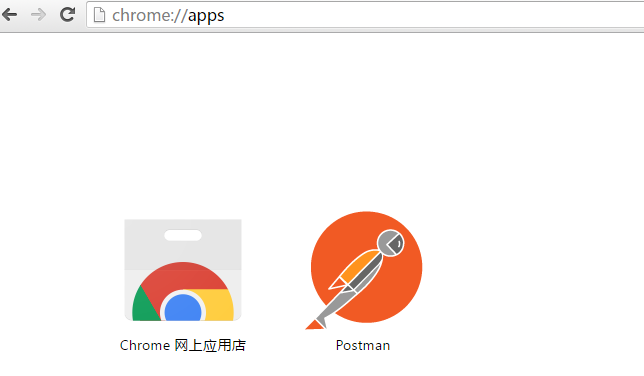 chrome://apps
Chrome 网上应用店
Postman